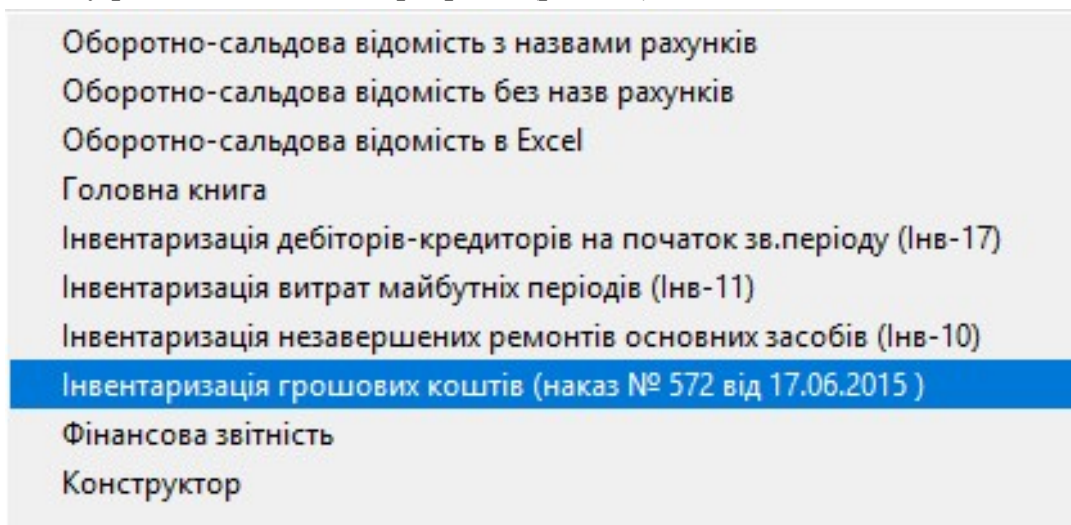 Оборотно-сальдова відомість з назвами рахунків
Оборотно-сальдова відомість без назв рахунків
Оборотно-сальдова відомість в Excel
Головна книга
Інвентаризація дебіторів-кредиторів на початок зв.періоду (Інв-17)
Інвентаризація витрат майбутніх періодів (Інв-11)
Інвентаризація незавершених ремонтів основних засобів (Інв-10)
Інвентаризація грошових коштів (наказ № 572 від 17.06.2015 )
Фінансова звітність
Конструктор